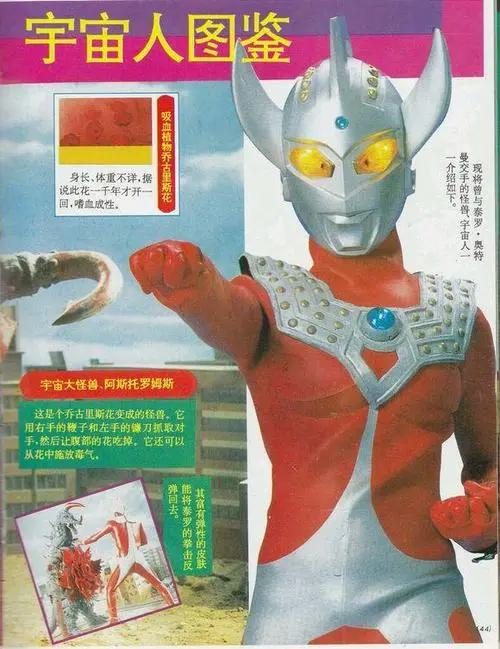 宇宙人图鉴
吸血植物乔古里斯花
身长、体重不详,据
说此花一千年才开一
回,嗜血成性。
现将曾与泰罗·奥特
曼交手的怪兽、宇宙人一
一介绍如下。
宇宙大怪兽、阿斯托罗姆斯
这是个乔古里斯花变成的怪兽。它
用右手的鞭子和左手的镰刀抓取对
手,然后让腹部的花吃掉。它还可以
从花中施放毒气。
其富有弹性的皮肤
能将泰罗的拳击反
弹回去。
(44)